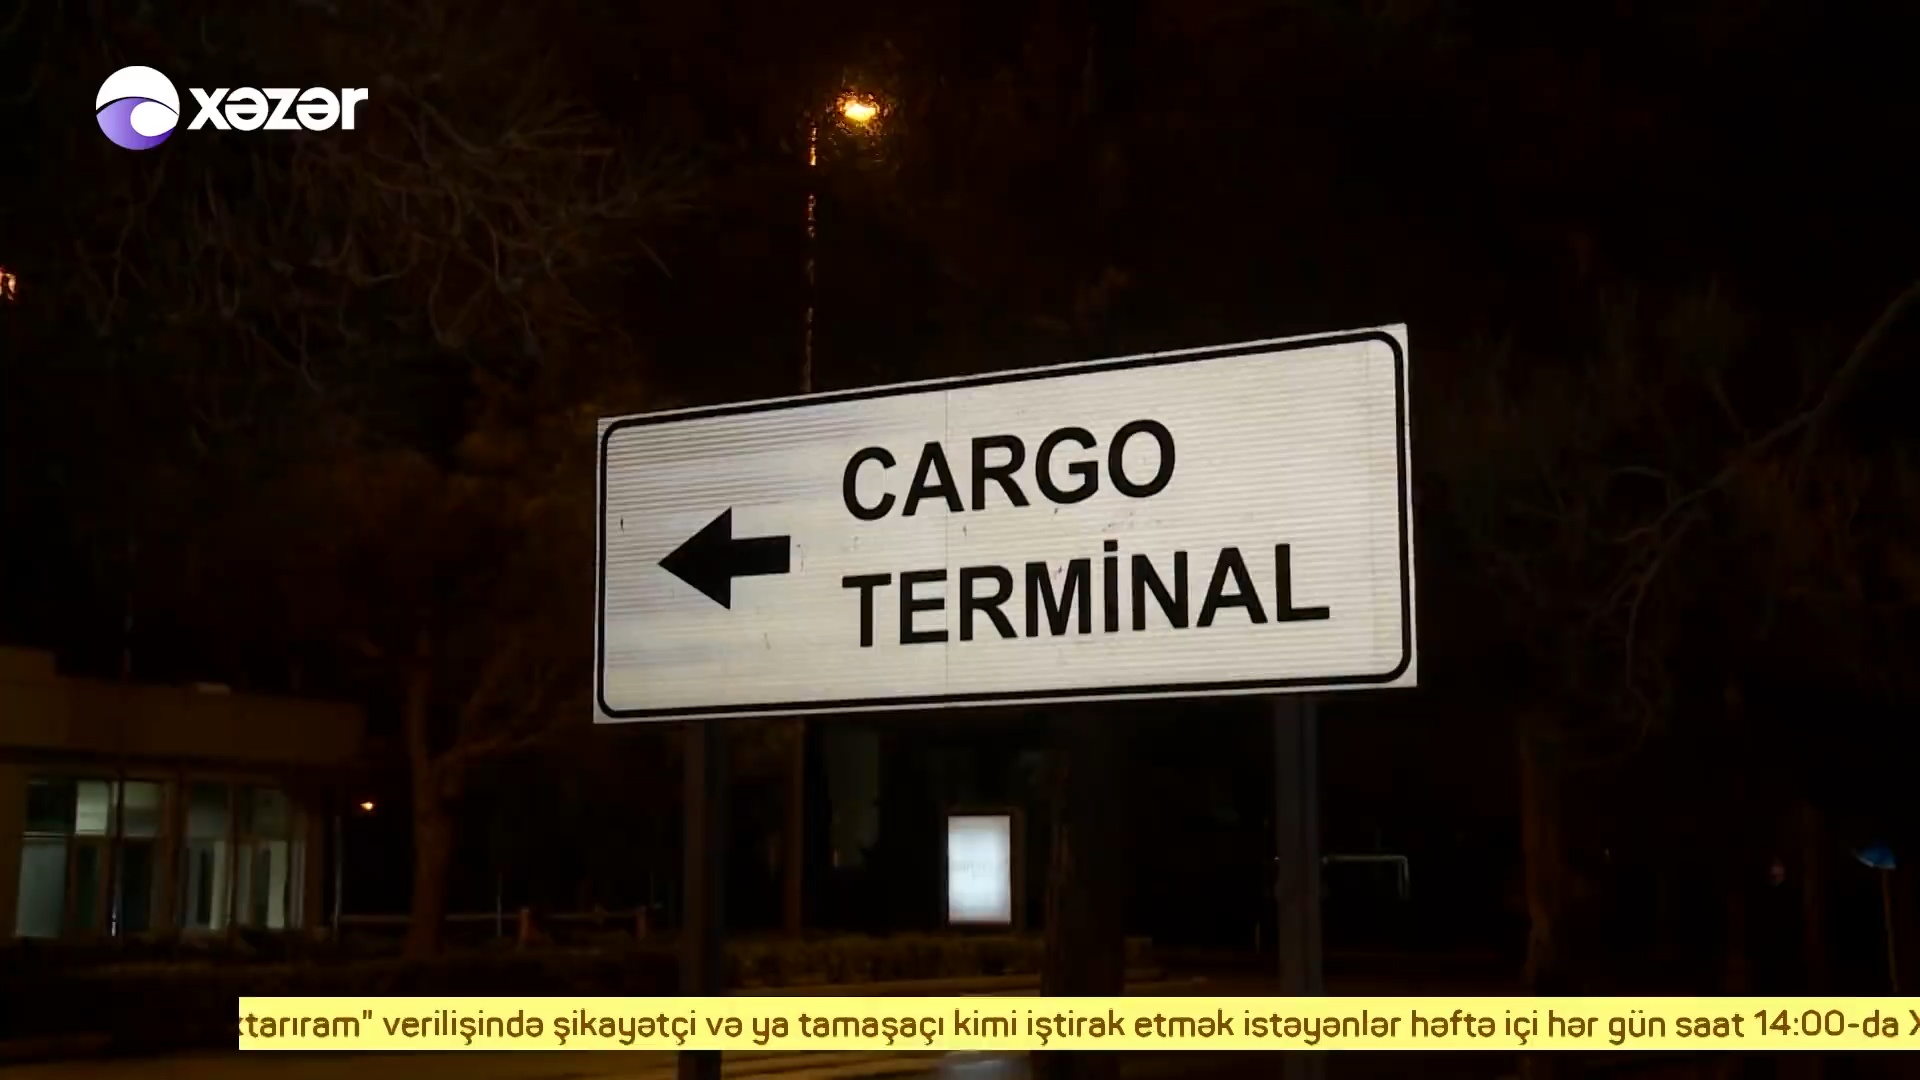 xəzər
CARGO
TERMİNAL
xtarıram" verilişində şikayətçi və ya tamaşaçı kimi iştirak etmək istəyənlər həftə içi hər gün saat 14:00-da X